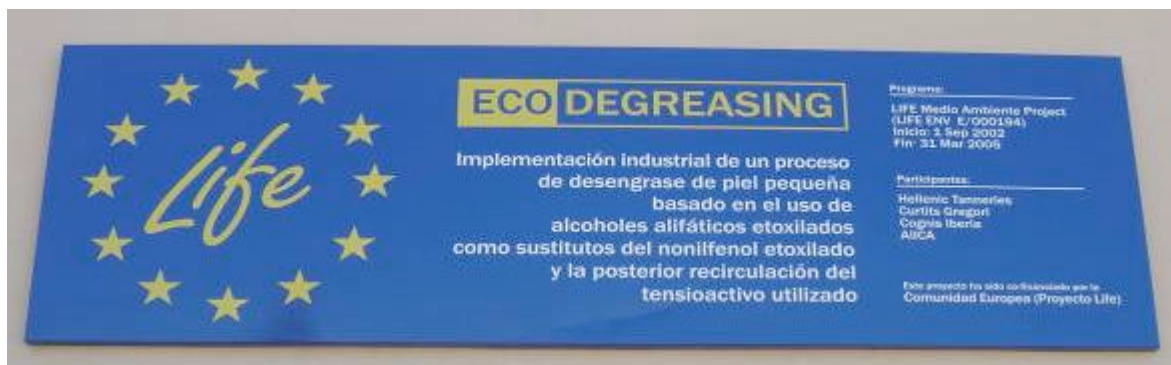 Life
ECO DEGREASING
Implementación industrial de un proceso
de desengrase de piel pequeña
basado en el uso de
alcoholes alifáticos etoxilados
como sustitutos del nonilfenol etoxilado
y la posterior recirculación del
tensioactivo utilizado
Programa:
LIFE Medio Ambiente Project
(LIFE ENV E/000194)
Inicio: 1 Sep 2002
Fin: 31 Mar 2005
Participantes:
Hellenic Tanneries
Curtits Gregori
Cognis Iberia
AIICA
Este proyecto ha sido cofinanciado por la
Comunidad Europea (Proyecto Life)